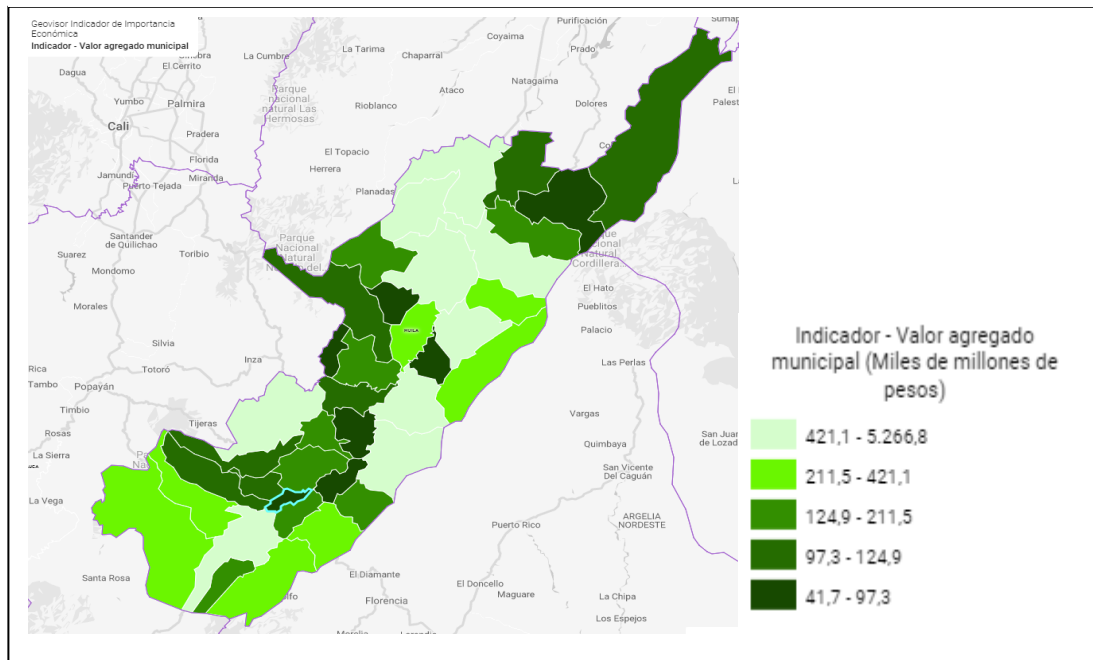 Geovisor Indicador de Importancia
Económica
Indicador - Valor agregado municipal
El Cerrito
La Cumbre
La Tarima
Chaparral
Coyaima
Purificación
Prado
Dagua
Yumbo
Palmira
Parque
nacional
natural Las
Hermosas
Ataco
Natagaima
Rioblanco
Dolores
Cali
Pradera
Florida
El Topacio
Jamundí
Miranda
Herrera
Puerto Tejada
Planadas
Santander
de Quilichao
Suarez
Toribio
Parque
Nacional
Natural
Mondomo
Natural
Cordillera...
El Hato
Morales
Pueblitos
HUILA
Palacio
Silvia
Inza
Las Perlas
Rica
Totoró
Tambo
Popayán
Timbio
Vargas
Tijeras
Rosas
San Juan
de Lozad
La Sierra
Quimbaya
San Vicente
Del Caguán
La Vega
ARGELIA
NORDESTE
Puerto Rico
Santa Rosa
El Diamante
El Doncello
Florencia
Maguare
La Chipa
Los Espejos
Indicador - Valor agregado
municipal (Miles de millones de
pesos)
421,1 - 5.266,8
211,5 - 421,1
124,9 - 211,5
97,3 - 124,9
41,7 - 97,3